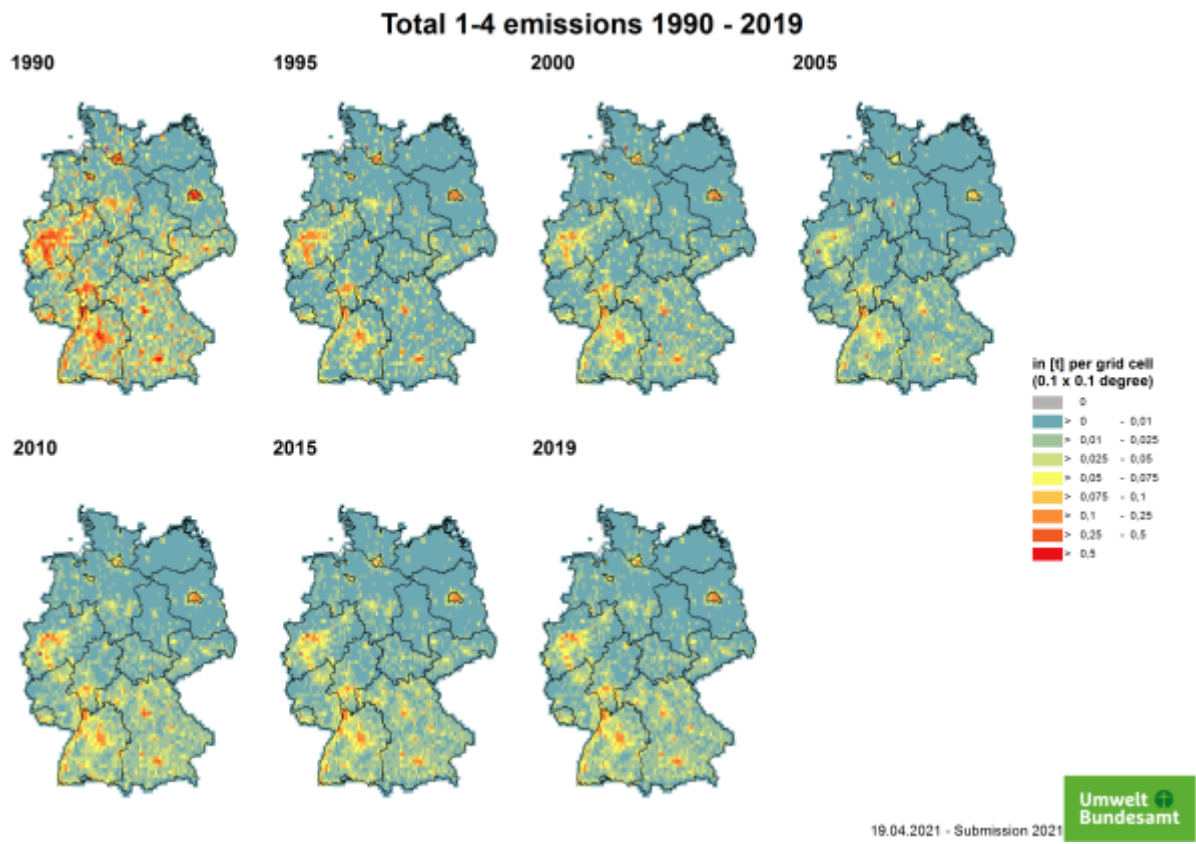 Total 1-4 emissions 1990 - 2019
1990
1995
2000
2005
2010
2015
2019
in [t] per grid cell
(0.1 x 0.1 degree)
0
> 0 - 0,01
> 0,01 - 0,025
> 0,025 - 0,05
> 0,05 - 0,075
> 0,075 - 0,1
> 0,1 - 0,25
> 0,25 - 0,5
> 0,5
19.04.2021 - Submission 2021
Umwelt
Bundesamt